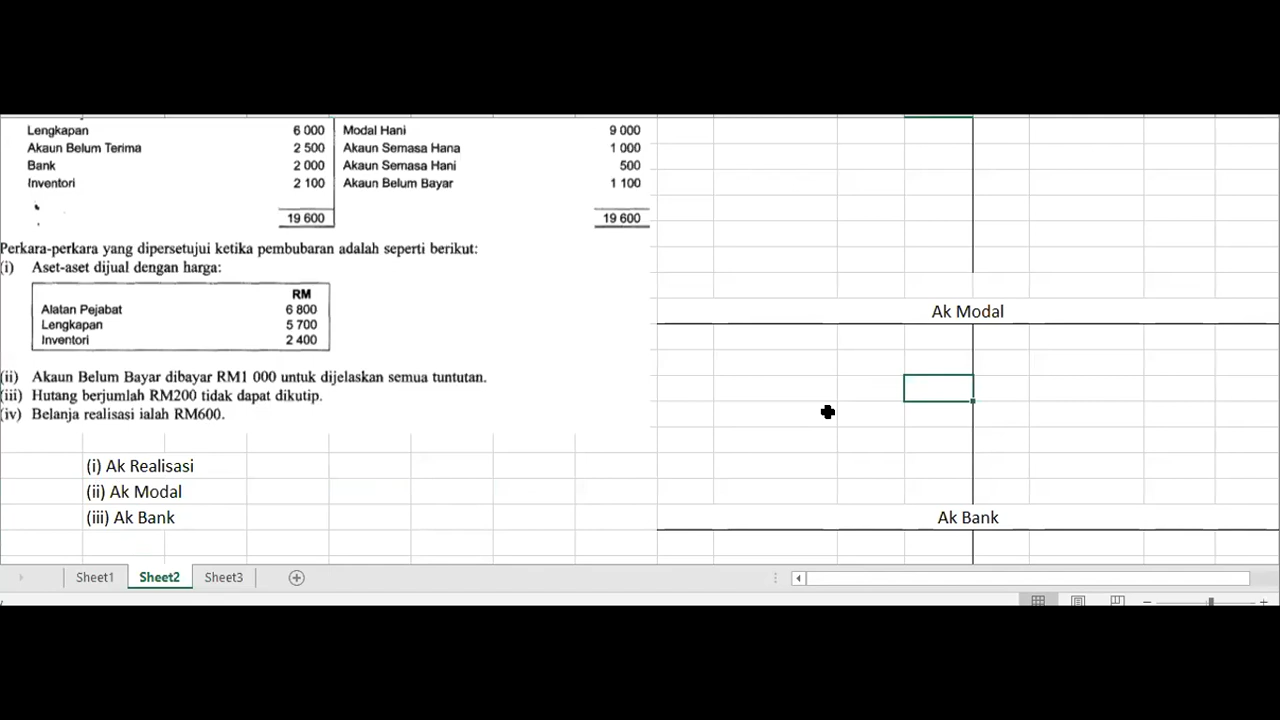 Lengkapan 6 000 Modal Hani 9 000
Akaun Belum Terima 2 500 Akaun Semasa Hana 1 000
Bank 2 000 Akaun Semasa Hani 500
Inventori 2 100 Akaun Belum Bayar 1 100
19 600 19 600
Perkara-perkara yang dipersetujui ketika pembubaran adalah seperti berikut:
(i) Aset-aset dijual dengan harga:
RM
Alatan Pejabat 6 800
Lengkapan 5 700
Inventori 2 400
(ii) Akaun Belum Bayar dibayar RM1 000 untuk dijelaskan semua tuntutan.
(iii) Hutang berjumlah RM200 tidak dapat dikutip.
(iv) Belanja realisasi ialah RM600.
(i) Ak Realisasi
(ii) Ak Modal
(iii) Ak Bank
Ak Modal
Ak Bank
Sheet1 Sheet2 Sheet3